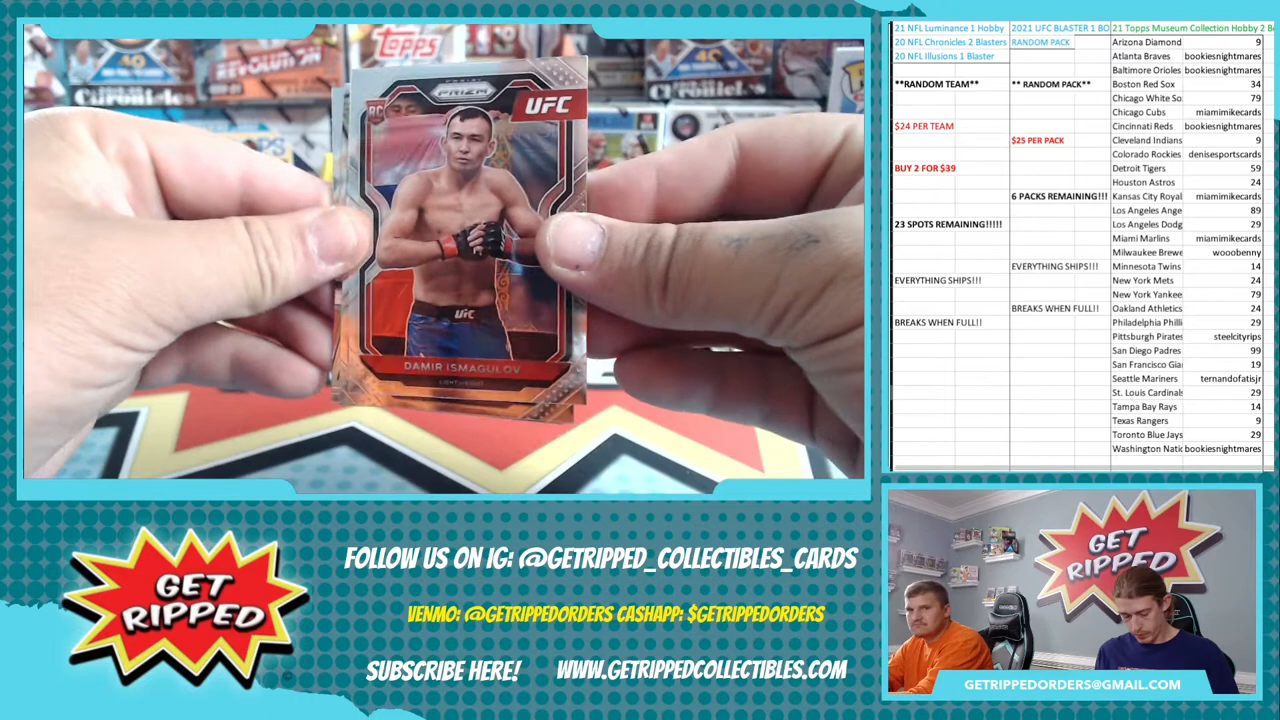 TOPPS
Chronicles
PANINI
PRIZM
UFC
RC
UFC
DAMIR ISMAGULOV
LIGHTWEIGHT
21 NFL Luminance 1 Hobby
20 NFL Chronicles 2 Blasters
20 NFL Illusions 1 Blaster
**RANDOM TEAM**
$24 PER TEAM
BUY 2 FOR $39
23 SPOTS REMAINING!!!!!
EVERYTHING SHIPS!!!
BREAKS WHEN FULL!!
2021 UFC BLASTER 1 BO
RANDOM PACK
** RANDOM PACK**
$25 PER PACK
6 PACKS REMAINING!!!
EVERYTHING SHIPS!!!
BREAKS WHEN FULL!!
21 Topps Museum Collection Hobby 2 B
Arizona Diamond 9
Atlanta Braves bookiesnightmares
Baltimore Orioles bookiesnightmares
Boston Red Sox 34
Chicago White So 79
Chicago Cubs miamimikecards
Cincinnati Reds bookiesnightmares
Cleveland Indians 9
Colorado Rockies denisesportscards
Detroit Tigers 59
Houston Astros 24
Kansas City Royal miamimikecards
Los Angeles Ange 89
Los Angeles Dodg 29
Miami Marlins miamimikecards
Milwaukee Brewe wooobenny
Minnesota Twins 14
New York Mets 24
New York Yankee 79
Oakland Athletics 24
Philadelphia Philli 29
Pittsburgh Pirates steelcityrips
San Diego Padres 99
San Francisco Gia 19
Seattle Mariners ternandofatisjr
St. Louis Cardinals 29
Tampa Bay Rays 14
Texas Rangers 9
Toronto Blue Jays 29
Washington Natic bookiesnightmares
GET
RIPPED
FOLLOW US ON IG: @GETRIPPED_COLLECTIBLES_CARDS
VENMO: @GETRIPPEDORDERS CASHAPP: $GETRIPPEDORDERS
SUBSCRIBE HERE! WWW.GETRIPPEDCOLLECTIBLES.COM
GET
RIPPED
GETRIPPEDORDERS@GMAIL.COM